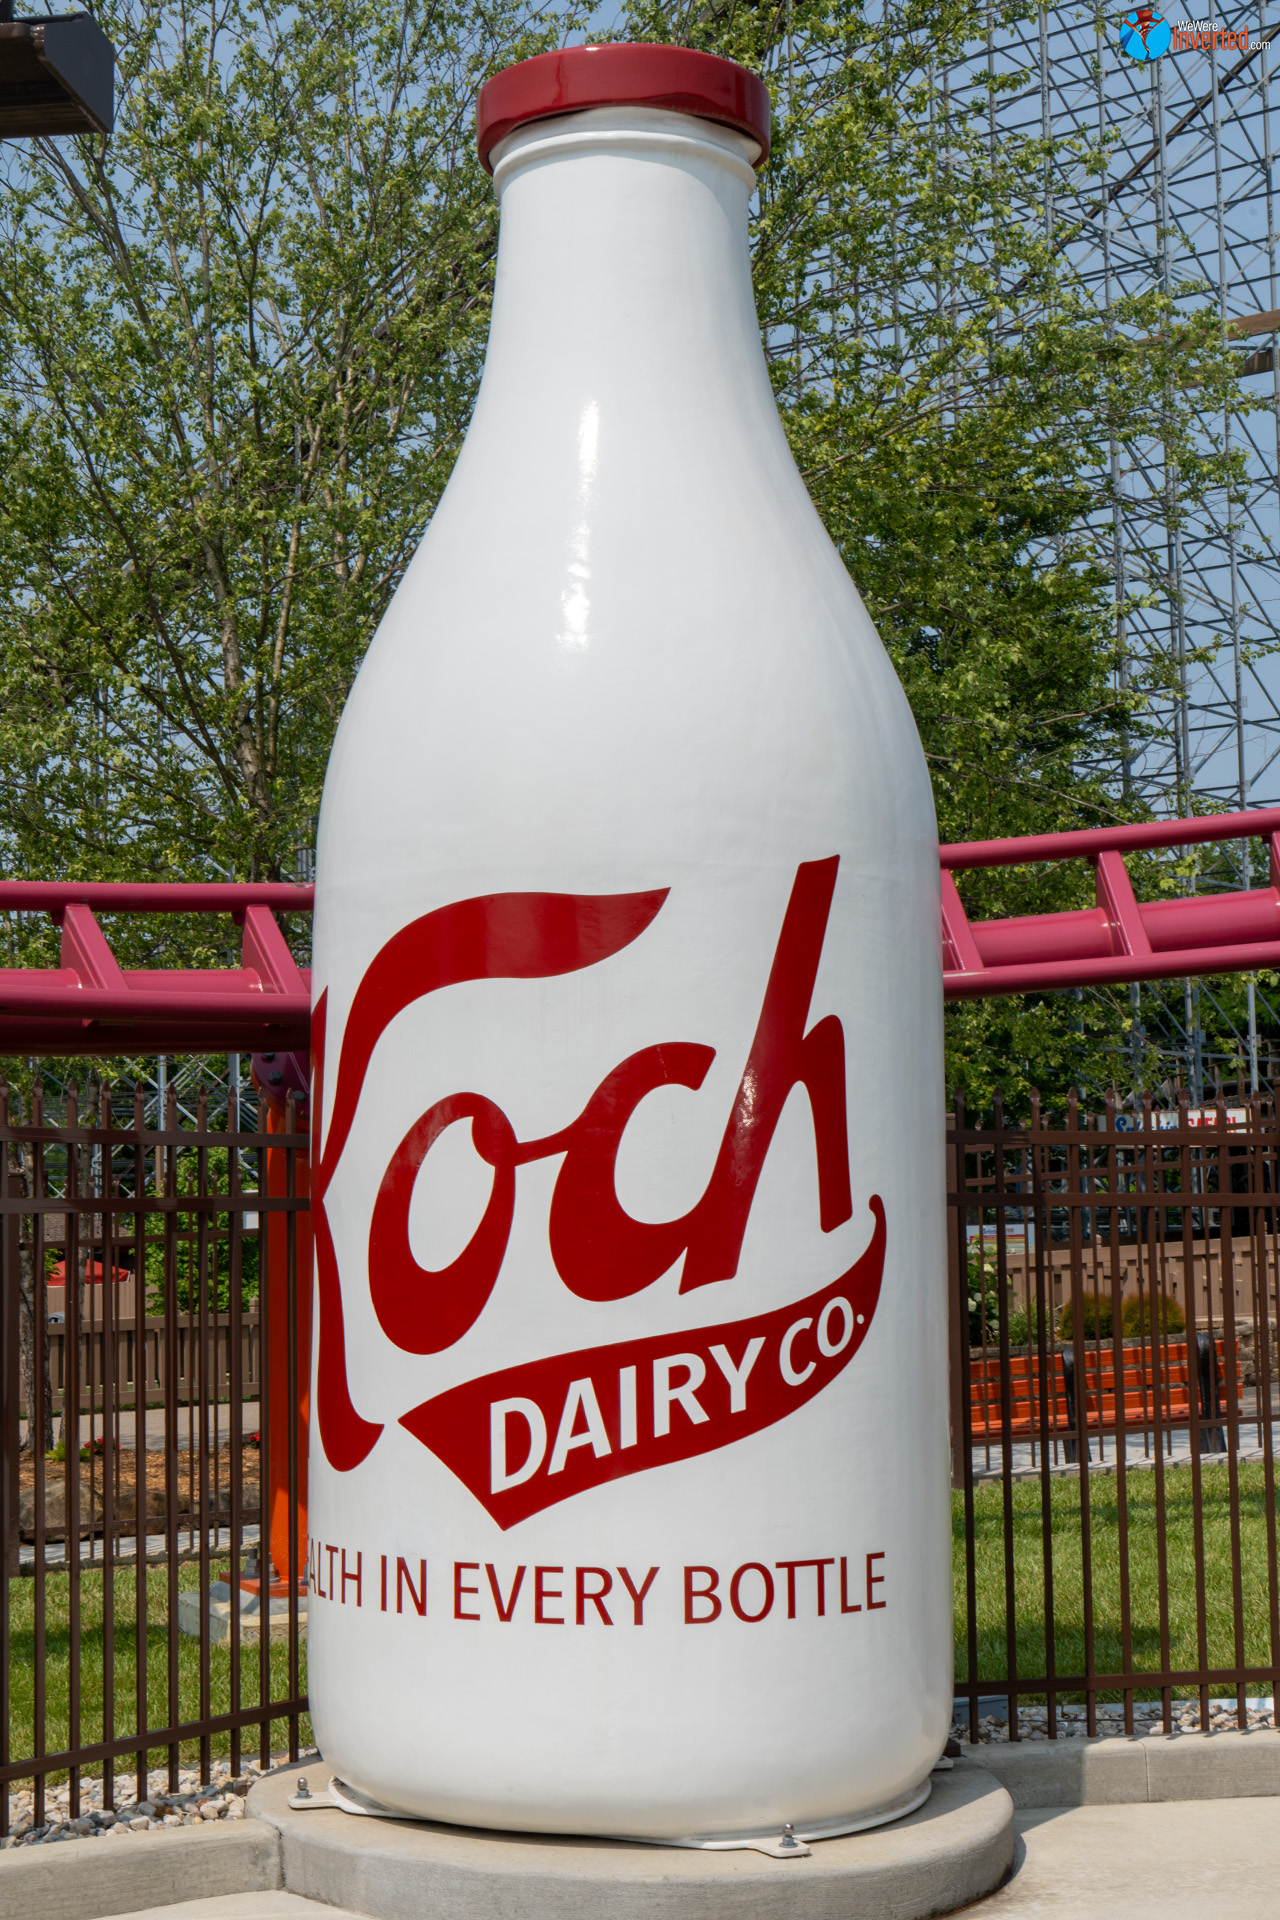 WeWere
Inverted.com
Koch
DAIRY CO.
ALTH IN EVERY BOTTLE